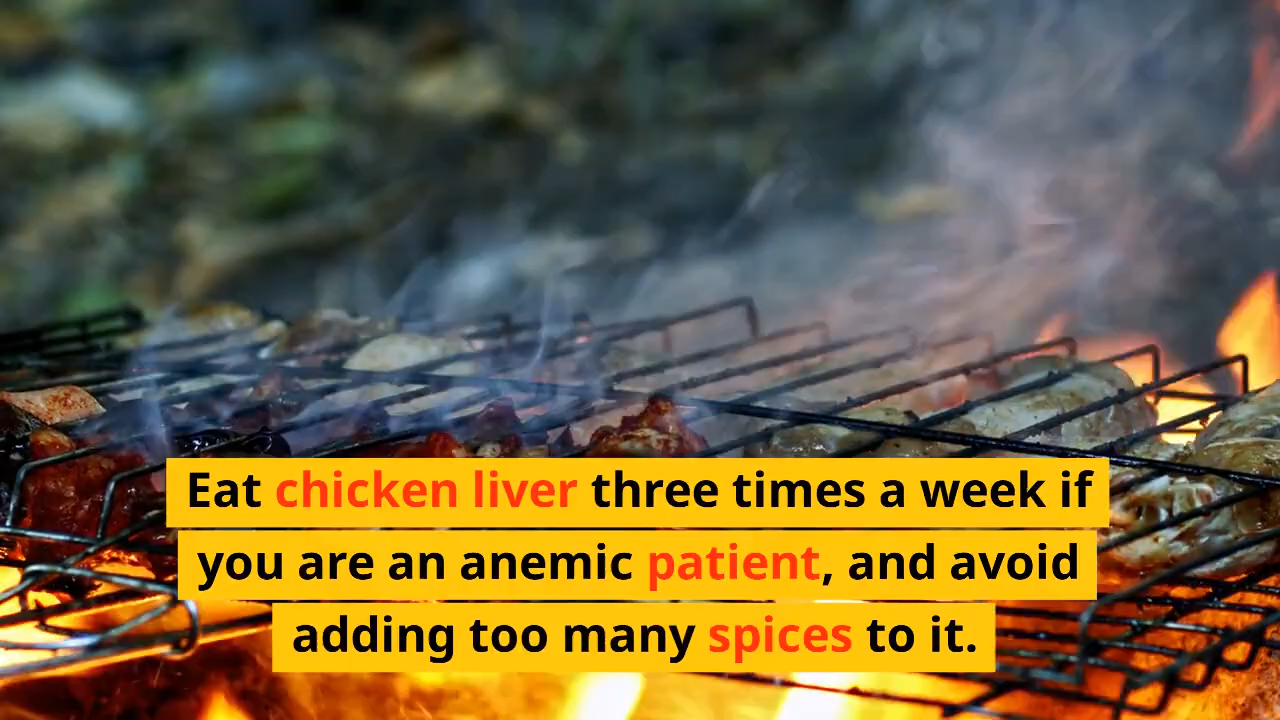 Eat chicken liver three times a week if
you are an anemic patient, and avoid
adding too many spices to it.